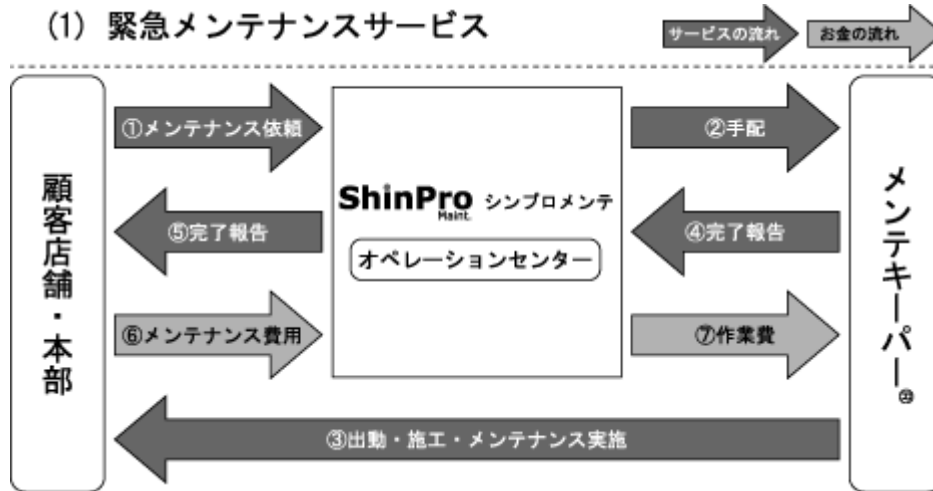 (1) 緊急メンテナンスサービス
サービスの流れ
お金の流れ
顧客店舗・本部
①メンテナンス依頼
②手配
ShinPro シンプロメンテ
Maint.
オペレーションセンター
⑤完了報告
④完了報告
⑥メンテナンス費用
⑦作業費
③出動・施工・メンテナンス実施
メンテキーパー®